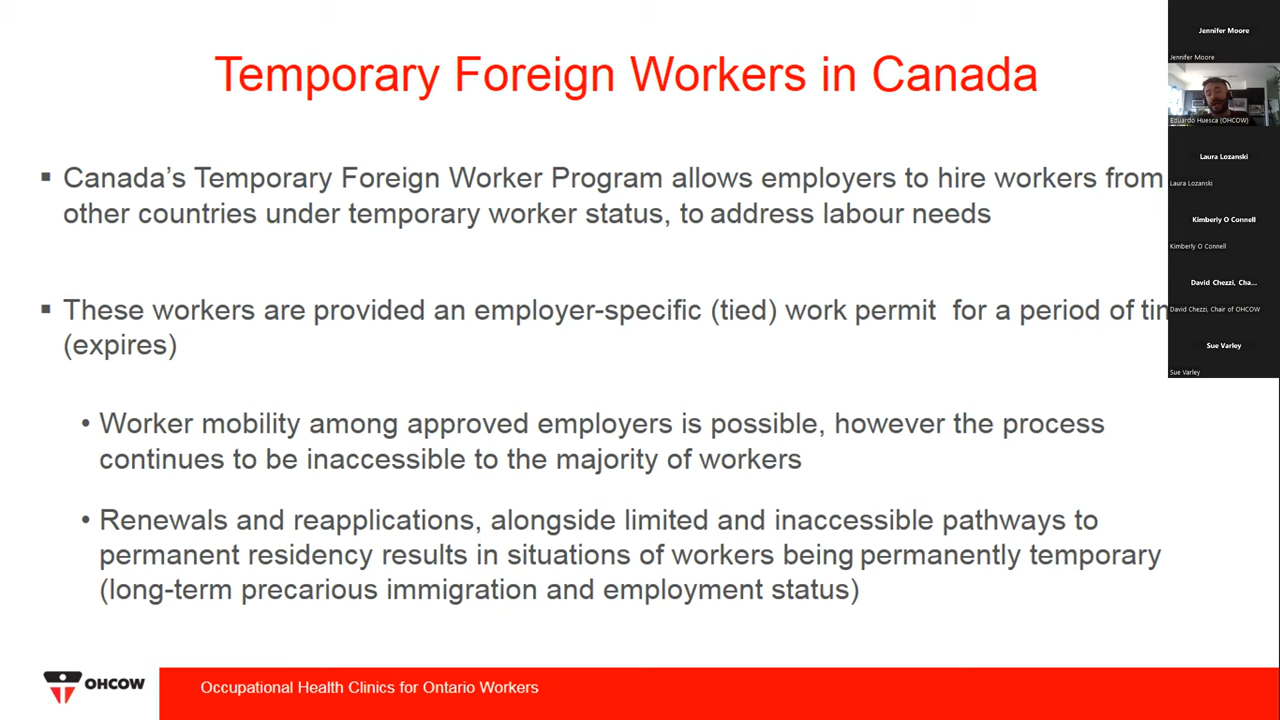 Temporary Foreign Workers in Canada
▪ Canada's Temporary Foreign Worker Program allows employers to hire workers from
other countries under temporary worker status, to address labour needs
▪ These workers are provided an employer-specific (tied) work permit for a period of
(expires)
• Worker mobility among approved employers is possible, however the process
continues to be inaccessible to the majority of workers
• Renewals and reapplications, alongside limited and inaccessible pathways to
permanent residency results in situations of workers being permanently temporary
(long-term precarious immigration and employment status)
OHCOW
Occupational Health Clinics for Ontario Workers
Jennifer Moore
Jennifer Moore
Eduardo Huesca (OHCOW)
Laura Lozanski
Laura Lozanski
Kimberly O Connell
Kimberly O Connell
David Chezzi, Cha...
David Chezzi, Chair of OHCOW
Sue Varley
Sue Varley